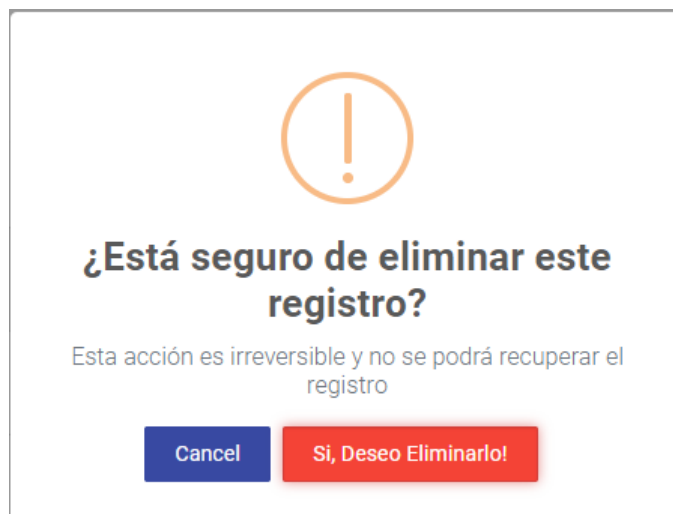 ¿Está seguro de eliminar este
registro?
Esta acción es irreversible y no se podrá recuperar el
registro
Cancel
Si, Deseo Eliminarlo!